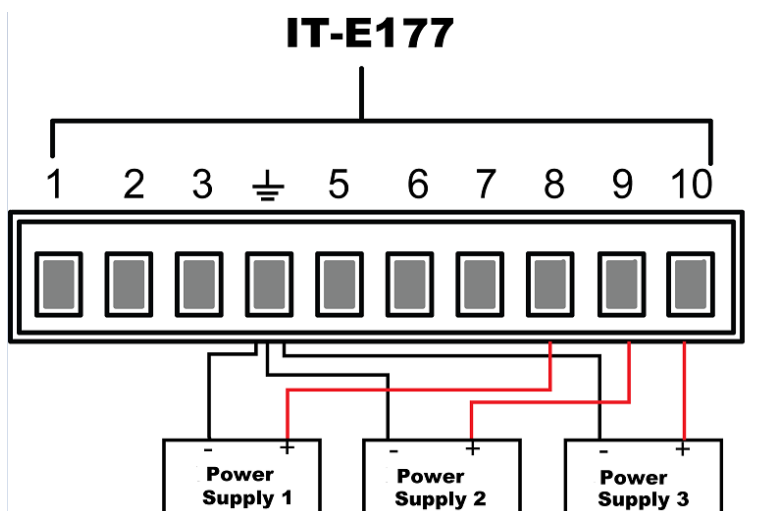 IT-E177
1 2 3 5 6 7 8 9 10
- + - + - +
Power Power Power
Supply 1 Supply 2 Supply 3